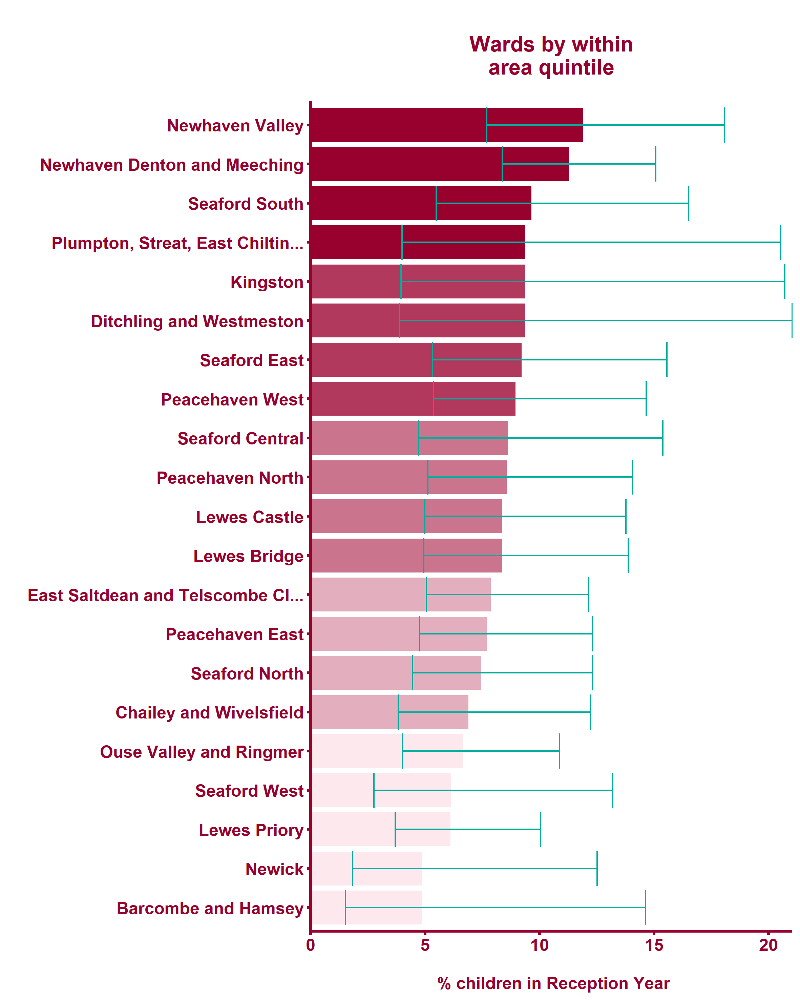 Wards by within
area quintile
Newhaven Valley
Newhaven Denton and Meeching
Seaford South
Plumpton, Streat, East Chiltin...
Kingston
Ditchling and Westmeston
Seaford East
Peacehaven West
Seaford Central
Peacehaven North
Lewes Castle
Lewes Bridge
East Saltdean and Telscombe Cl...
Peacehaven East
Seaford North
Chailey and Wivelsfield
Ouse Valley and Ringmer
Seaford West
Lewes Priory
Newick
Barcombe and Hamsey
0 5 10 15 20
% children in Reception Year